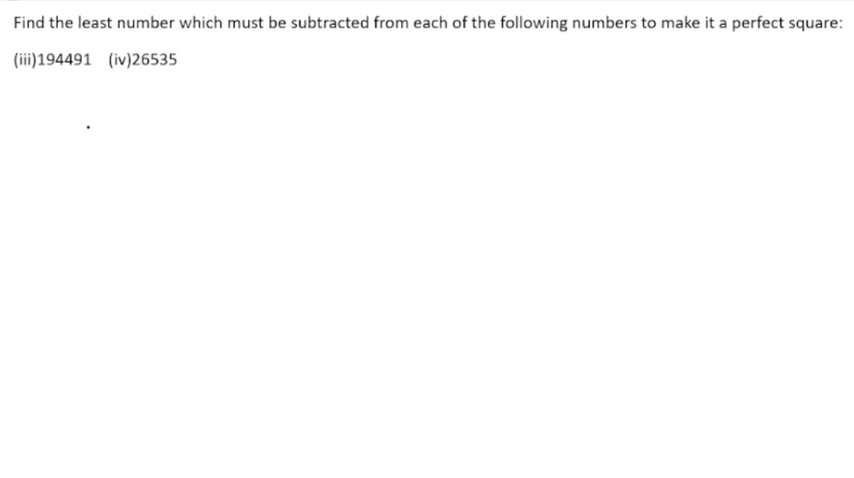 Find the least number which must be subtracted from each of the following numbers to make it a perfect square:
(iii)194491 (iv)26535
.